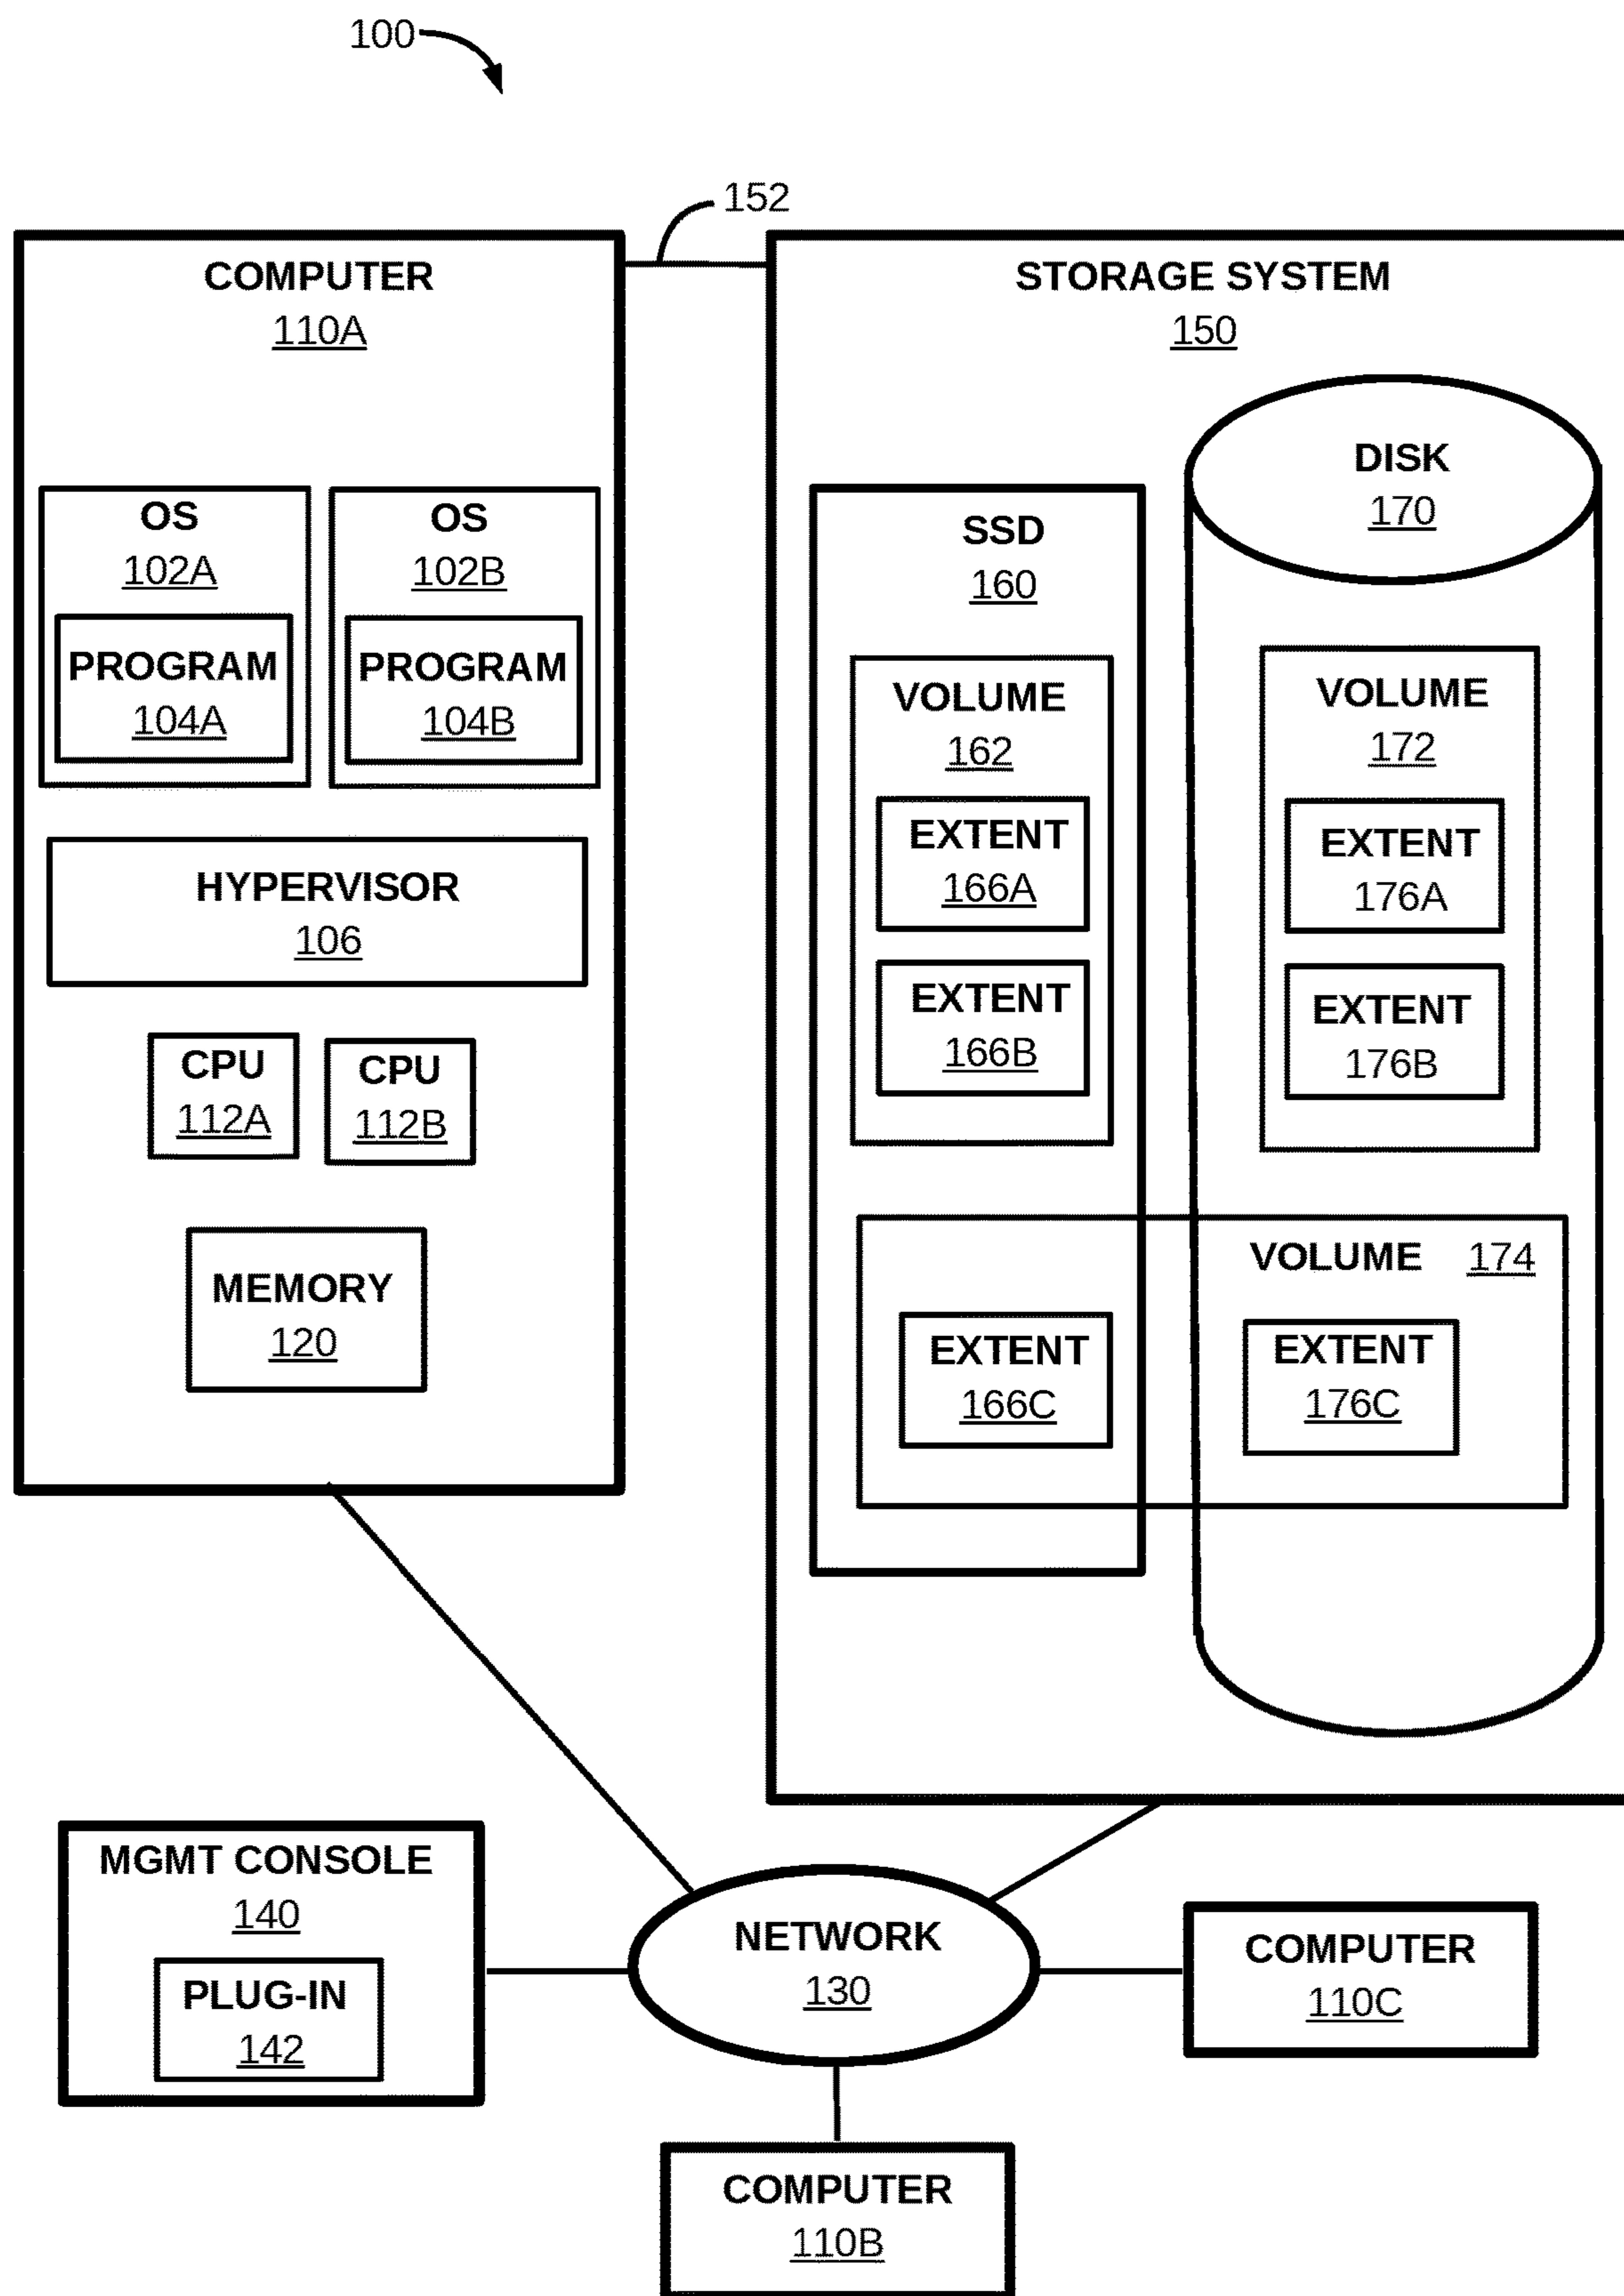 100
152
COMPUTER
110A
OS
102A
PROGRAM
104A
OS
102B
PROGRAM
104B
HYPERVISOR
106
CPU
112A
CPU
112B
MEMORY
120
STORAGE SYSTEM
150
SSD
160
VOLUME
162
EXTENT
166A
EXTENT
166B
DISK
170
VOLUME
172
EXTENT
176A
EXTENT
176B
VOLUME 174
EXTENT
166C
EXTENT
176C
MGMT CONSOLE
140
PLUG-IN
142
NETWORK
130
COMPUTER
110C
COMPUTER
110B